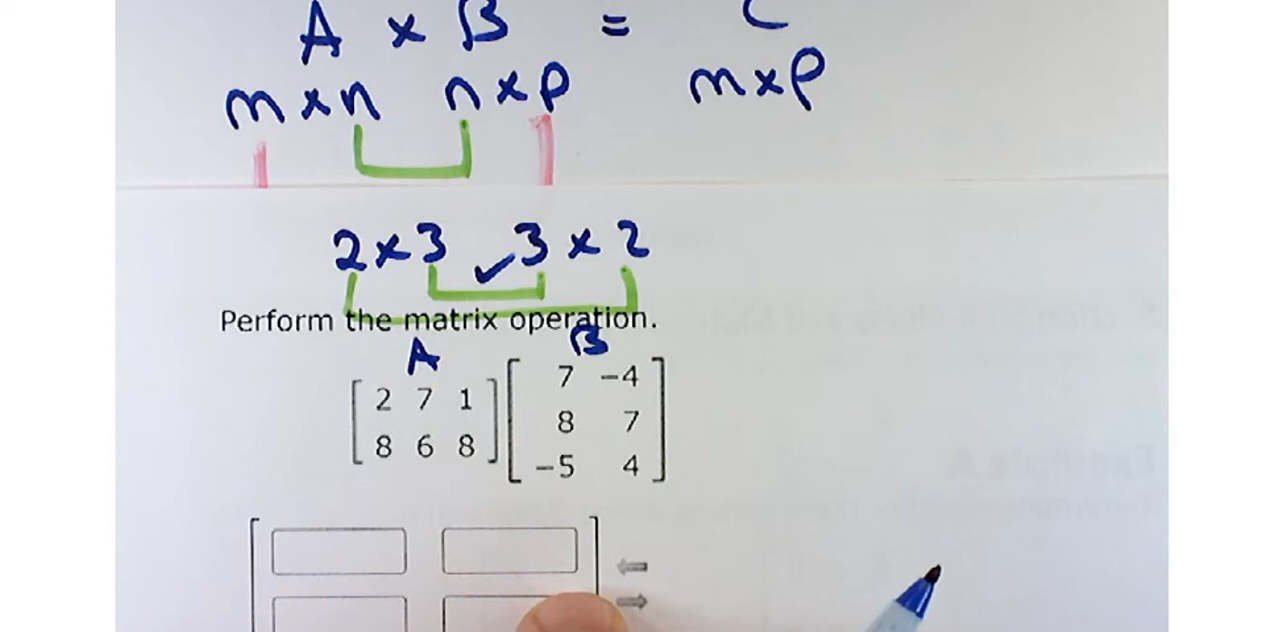 A x B = C
m x n n x p m x p
2 x 3 ✓ 3 x 2
Perform the matrix operation.
A B
7 -4
2 7 1
8 7
8 6 8
-5 4